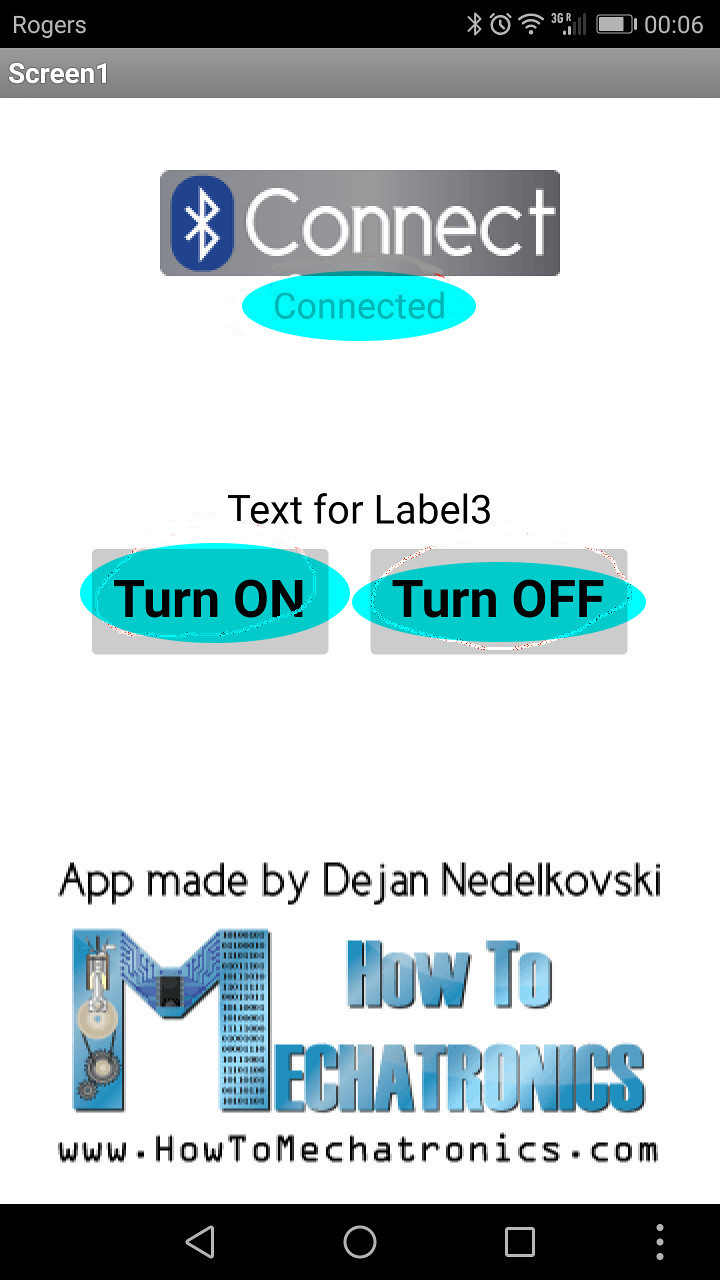 Rogers 3G R 00:06
Screen1
Connect
Connected
Text for Label3
Turn ON Turn OFF
App made by Dejan Nedelkovski
How To
MECHATRONICS
www.HowToMechatronics.com